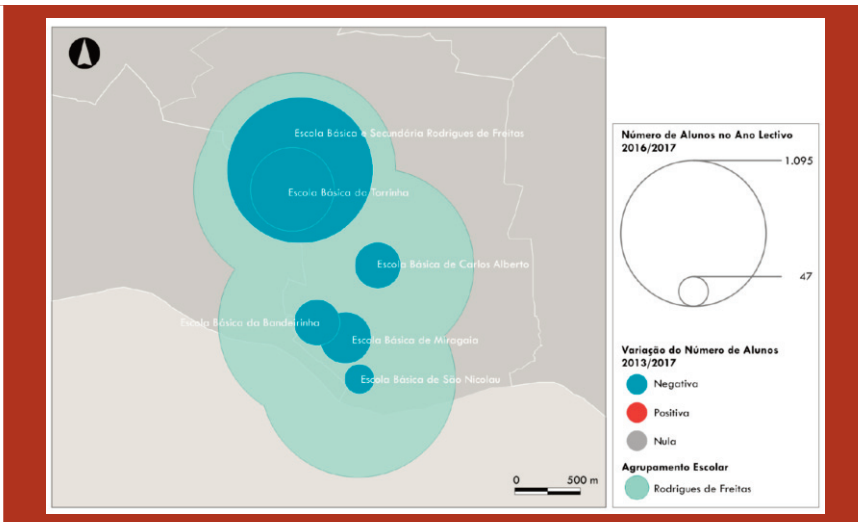 Escola Básica e Secundária Rodrigues de Freitas
Escola Básica da Torrinha
Escola Básica de Carlos Alberto
Escola Básica da Bandeirinha
Escola Básica de Miragaia
Escola Básica de São Nicolau
0 500 m
Número de Alunos no Ano Lectivo
2016/2017
1.095
47
Variação do Número de Alunos
2013/2017
Negativa
Positiva
Nula
Agrupamento Escolar
Rodrigues de Freitas